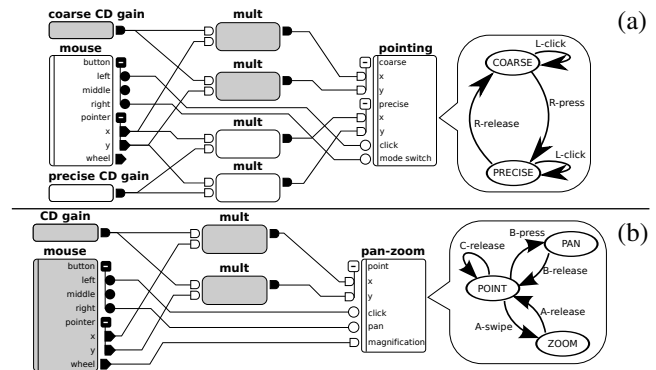 coarse CD gain
mult
(a)
mouse
pointing
button
left
middle
right
pointer
x
y
wheel
mult
coarse
x
y
precise
x
y
click
mode switch
mult
precise CD gain
mult
COARSE
L-click
R-press
R-release
L-click
PRECISE
CD gain
mult
(b)
mouse
pan-zoom
button
left
middle
right
pointer
x
y
wheel
mult
point
x
y
click
pan
magnification
C-release
B-press
PAN
B-release
POINT
A-release
A-swipe
ZOOM